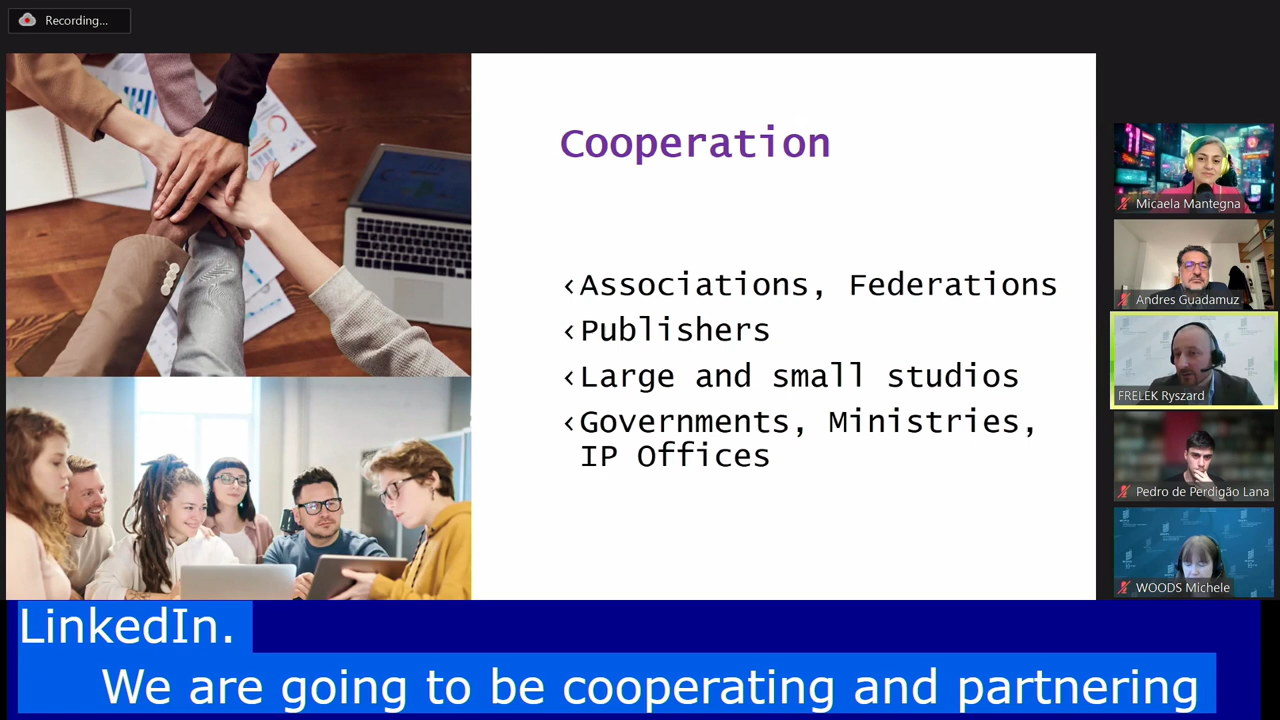 Recording...
Cooperation
‹Associations, Federations
‹Publishers
‹Large and small studios
‹Governments, Ministries,
IP Offices
Micaela Mantegna
Andres Guadamuz
FRELEK Ryszard
Pedro de Perdigão Lana
WOODS Michele
LinkedIn.
We are going to be cooperating and partnering